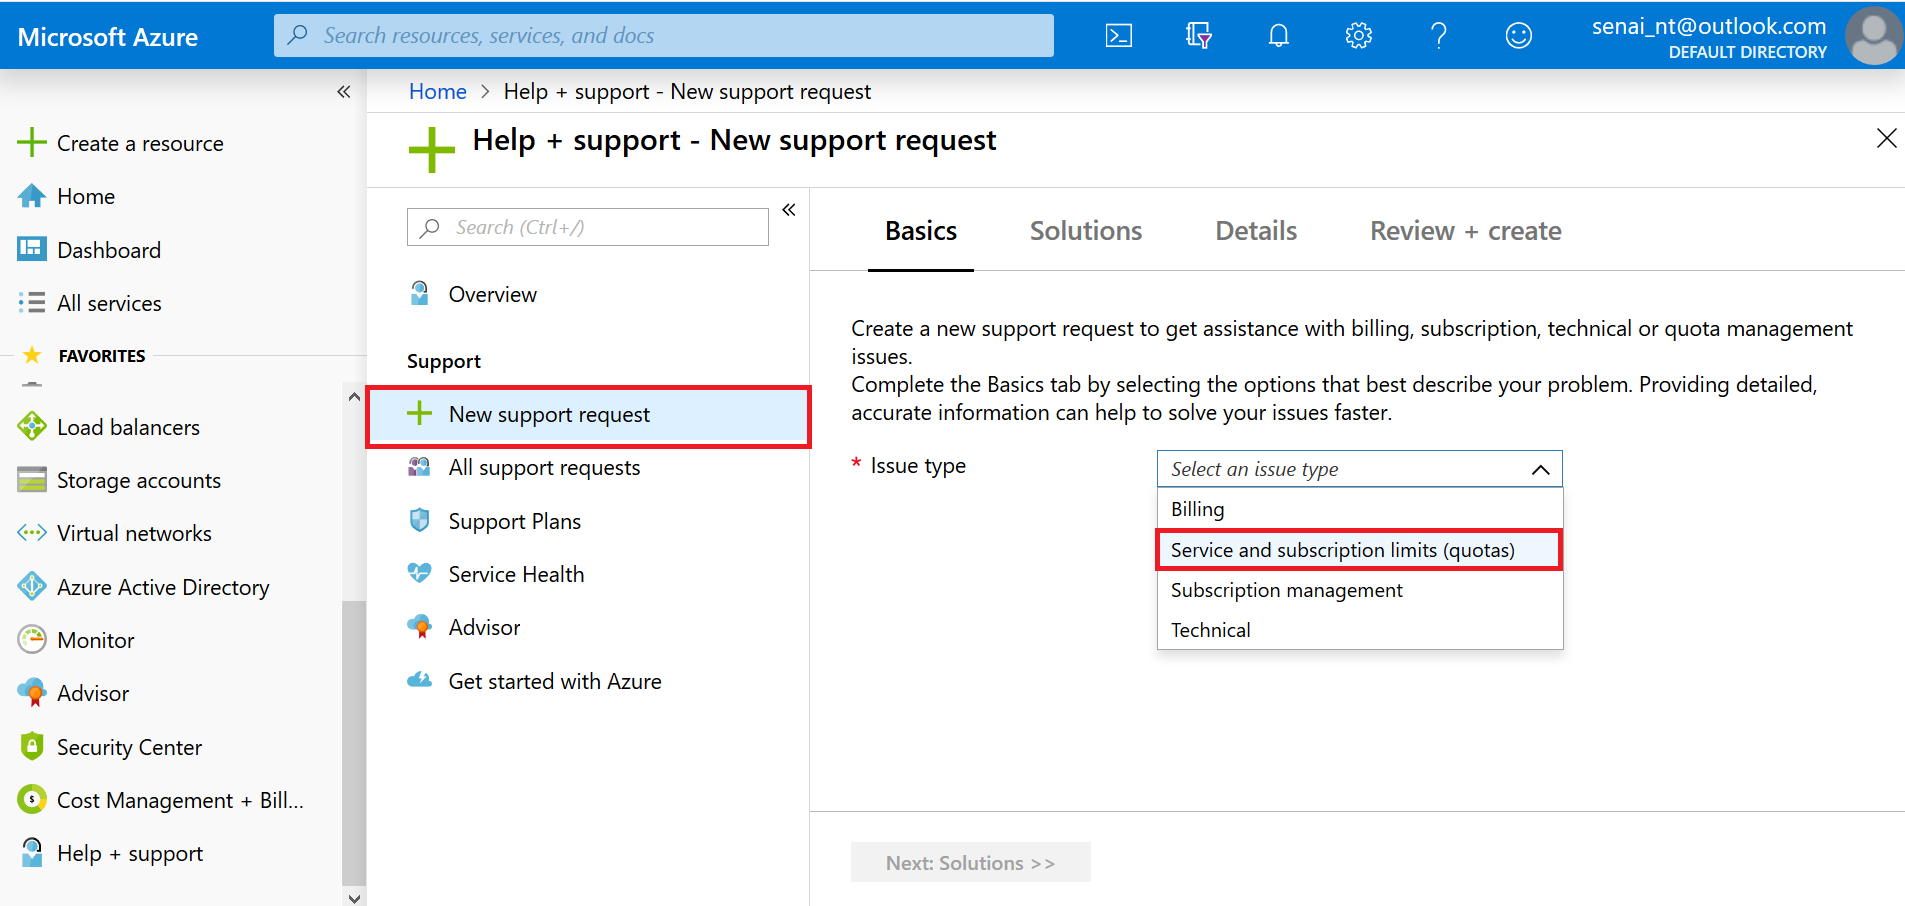 Microsoft Azure
Search resources, services, and docs
senai_nt@outlook.com
DEFAULT DIRECTORY
Create a resource
Home
Dashboard
All services
FAVORITES
Load balancers
Storage accounts
Virtual networks
Azure Active Directory
Monitor
Advisor
Security Center
Cost Management + Bill...
Help + support
Home > Help + support - New support request
Help + support - New support request
Search (Ctrl+/)
Overview
Support
New support request
All support requests
Support Plans
Service Health
Advisor
Get started with Azure
Basics Solutions Details Review + create
Create a new support request to get assistance with billing, subscription, technical or quota management
issues.
Complete the Basics tab by selecting the options that best describe your problem. Providing detailed,
accurate information can help to solve your issues faster.
* Issue type
Select an issue type
Billing
Service and subscription limits (quotas)
Subscription management
Technical
Next: Solutions >>